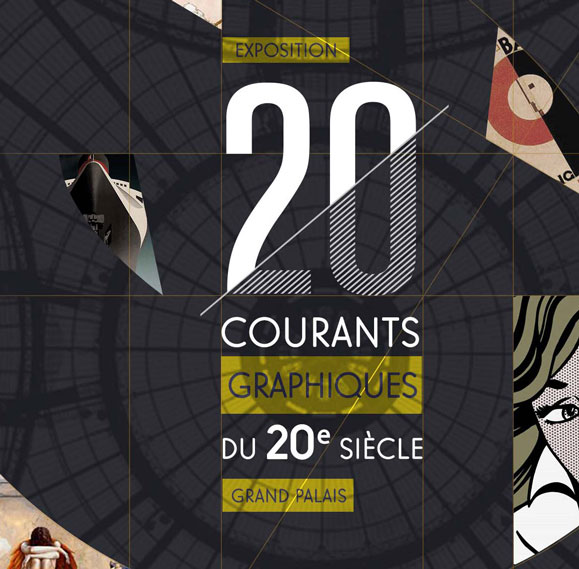 EXPOSITION
20
COURANTS
GRAPHIQUES
DU 20e SIÈCLE
GRAND PALAIS